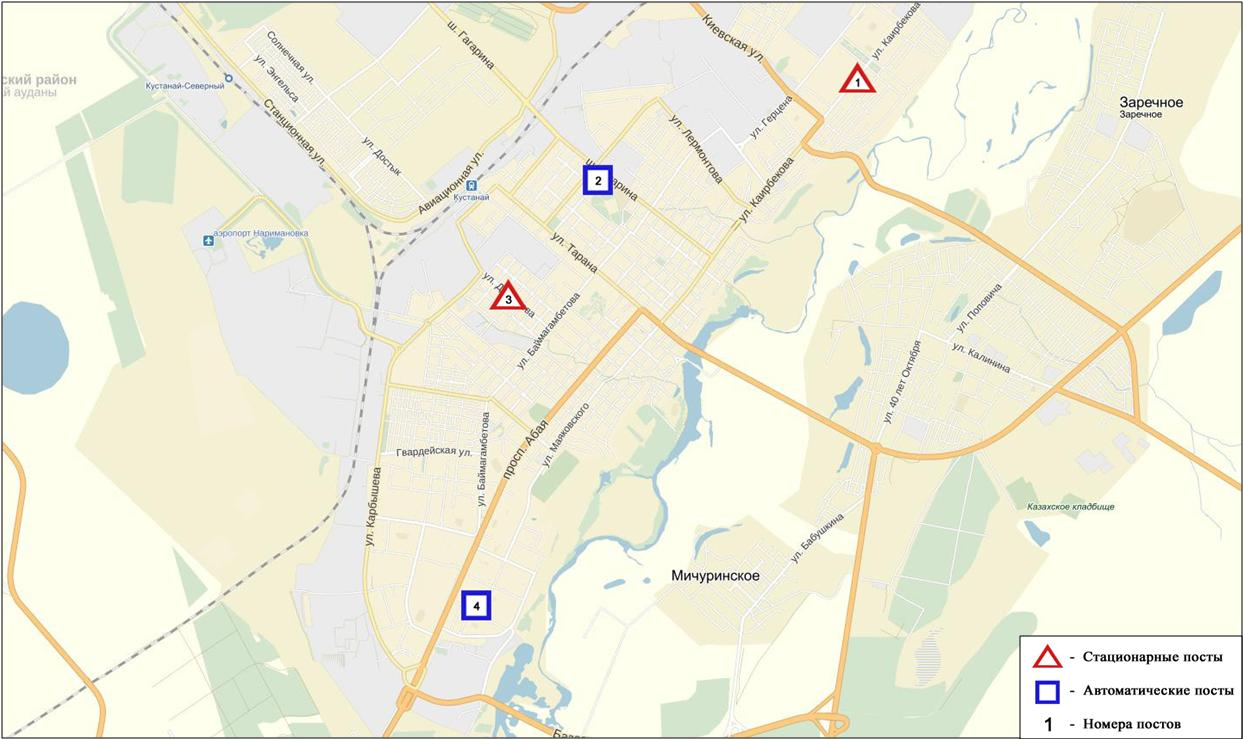 ский район
й ауданы
Кустанай-Северный
Солнечная ул.
ул. Энгельса
Станционная ул.
ул. Достык
ш. Гагарина
Авиационная ул.
Кустанай
аэропорт Наримановка
Киевская ул.
ул. Каирбекова
1
ул. Герцена
ул. Лермонтова
ул. Каирбекова
2
ул. Тарана
3
ул. Баймагамбетова
Заречное
Заречное
ул. Поповича
ул. Калинина
ул. 40 лет Октября
Гвардейская ул.
ул. Баймагамбетова
просп. Абая
ул. Маяковского
ул. Карбышева
Казахское кладбище
ул. Бабушкина
Мичуринское
4
- Стационарные посты
- Автоматические посты
1 - Номера постов